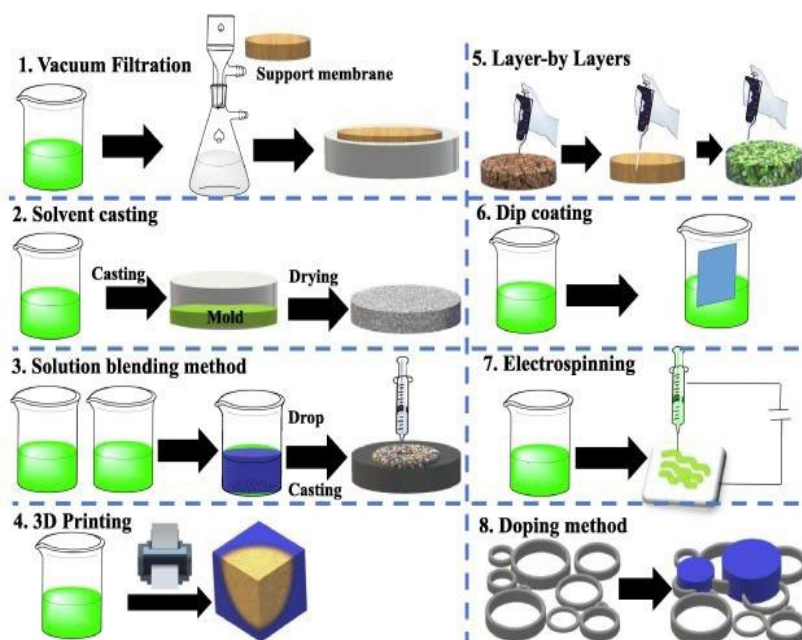 1. Vacuum Filtration
Support membrane
2. Solvent casting
Casting
Drying
Mold
3. Solution blending method
Drop
Casting
4. 3D Printing
5. Layer-by Layers
6. Dip coating
7. Electrospinning
8. Doping method